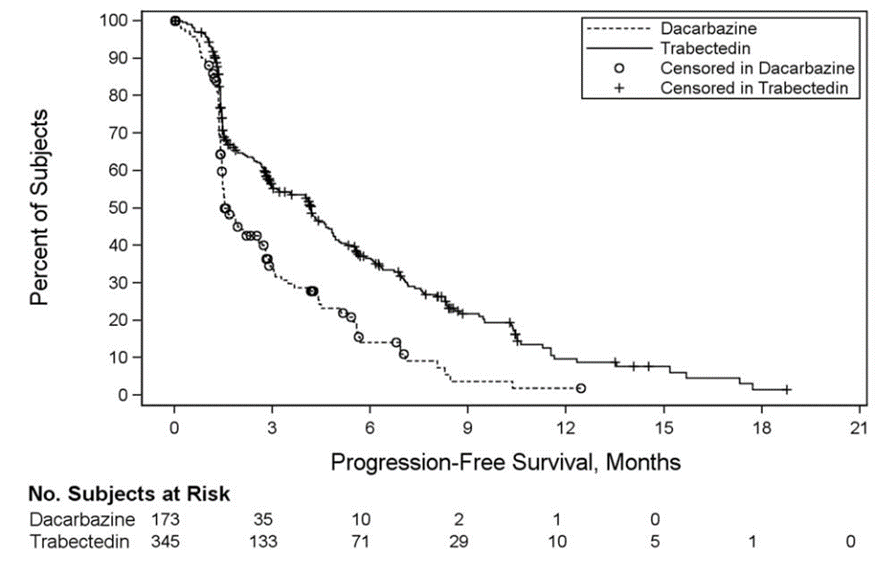 100
90
80
70
60
50
40
30
20
10
0
Percent of Subjects
Dacarbazine
Trabectedin
Censored in Dacarbazine
Censored in Trabectedin
0 3 6 9 12 15 18 21
Progression-Free Survival, Months
No. Subjects at Risk
Dacarbazine 173 35 10 2 1 0
Trabectedin 345 133 71 29 10 5 1 0